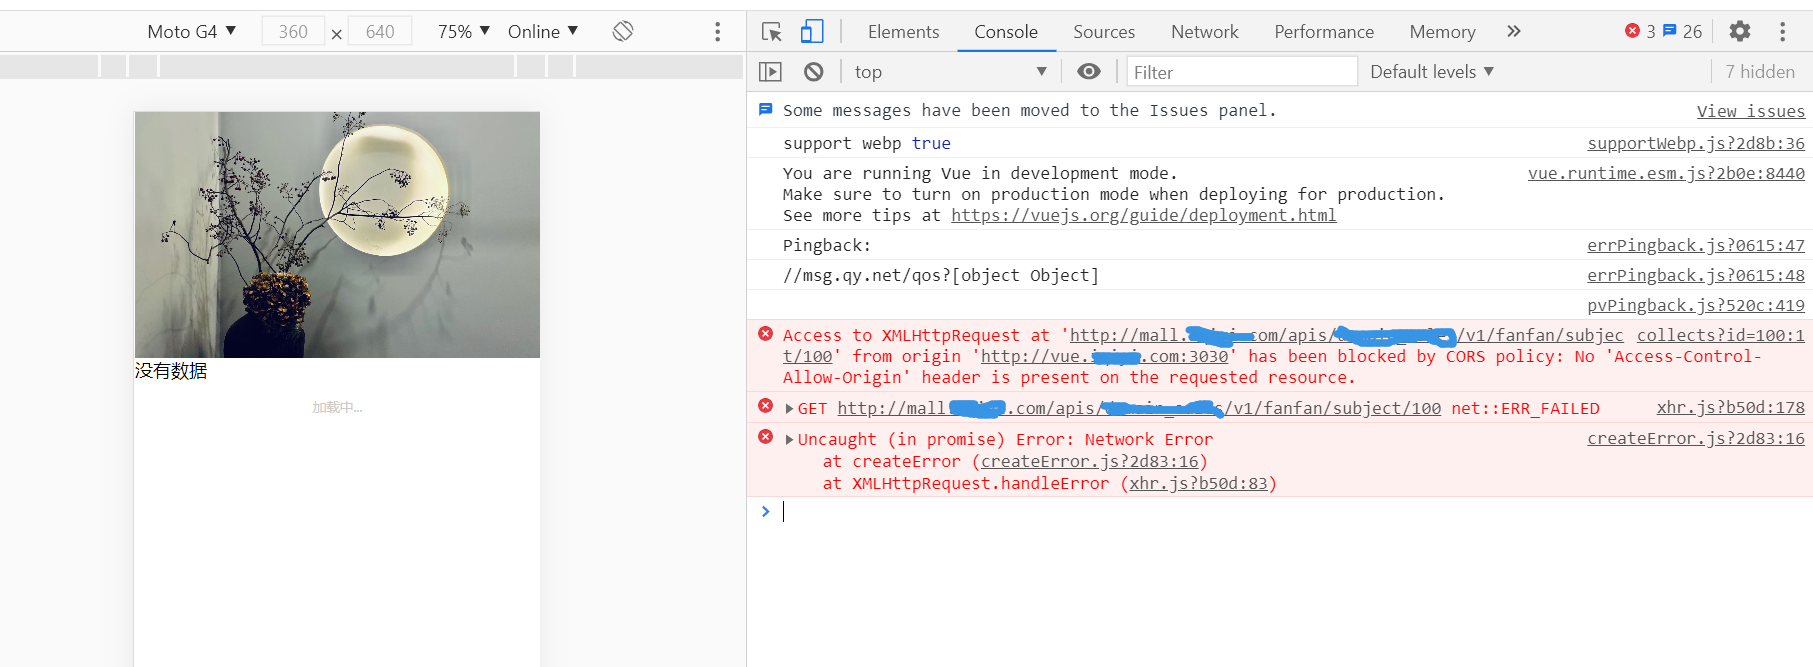 Moto G4 ▼ 360 × 640 75% ▼ Online ▼
Elements Console Sources Network Performance Memory » 3 26
top ▼ Filter Default levels ▼ 7 hidden
Some messages have been moved to the Issues panel. View issues
support webp true supportWebp.js?2d8b:36
You are running Vue in development mode. vue.runtime.esm.js?2b0e:8440
Make sure to turn on production mode when deploying for production.
See more tips at https://vuejs.org/guide/deployment.html
Pingback: errPingback.js?0615:47
//msg.qy.net/qos?[object Object] errPingback.js?0615:48
pvPingback.js?520c:419
Access to XMLHttpRequest at 'http://mall. com/apis/ /v1/fanfan/subjec collects?id=100:1
t/100' from origin 'http://vue. .com:3030' has been blocked by CORS policy: No 'Access-Control-
Allow-Origin' header is present on the requested resource.
GET http://mall .com/apis/ /v1/fanfan/subject/100 net::ERR_FAILED xhr.js?b50d:178
Uncaught (in promise) Error: Network Error createError.js?2d83:16
at createError (createError.js?2d83:16)
at XMLHttpRequest.handleError (xhr.js?b50d:83)
>
没有数据
加载中...